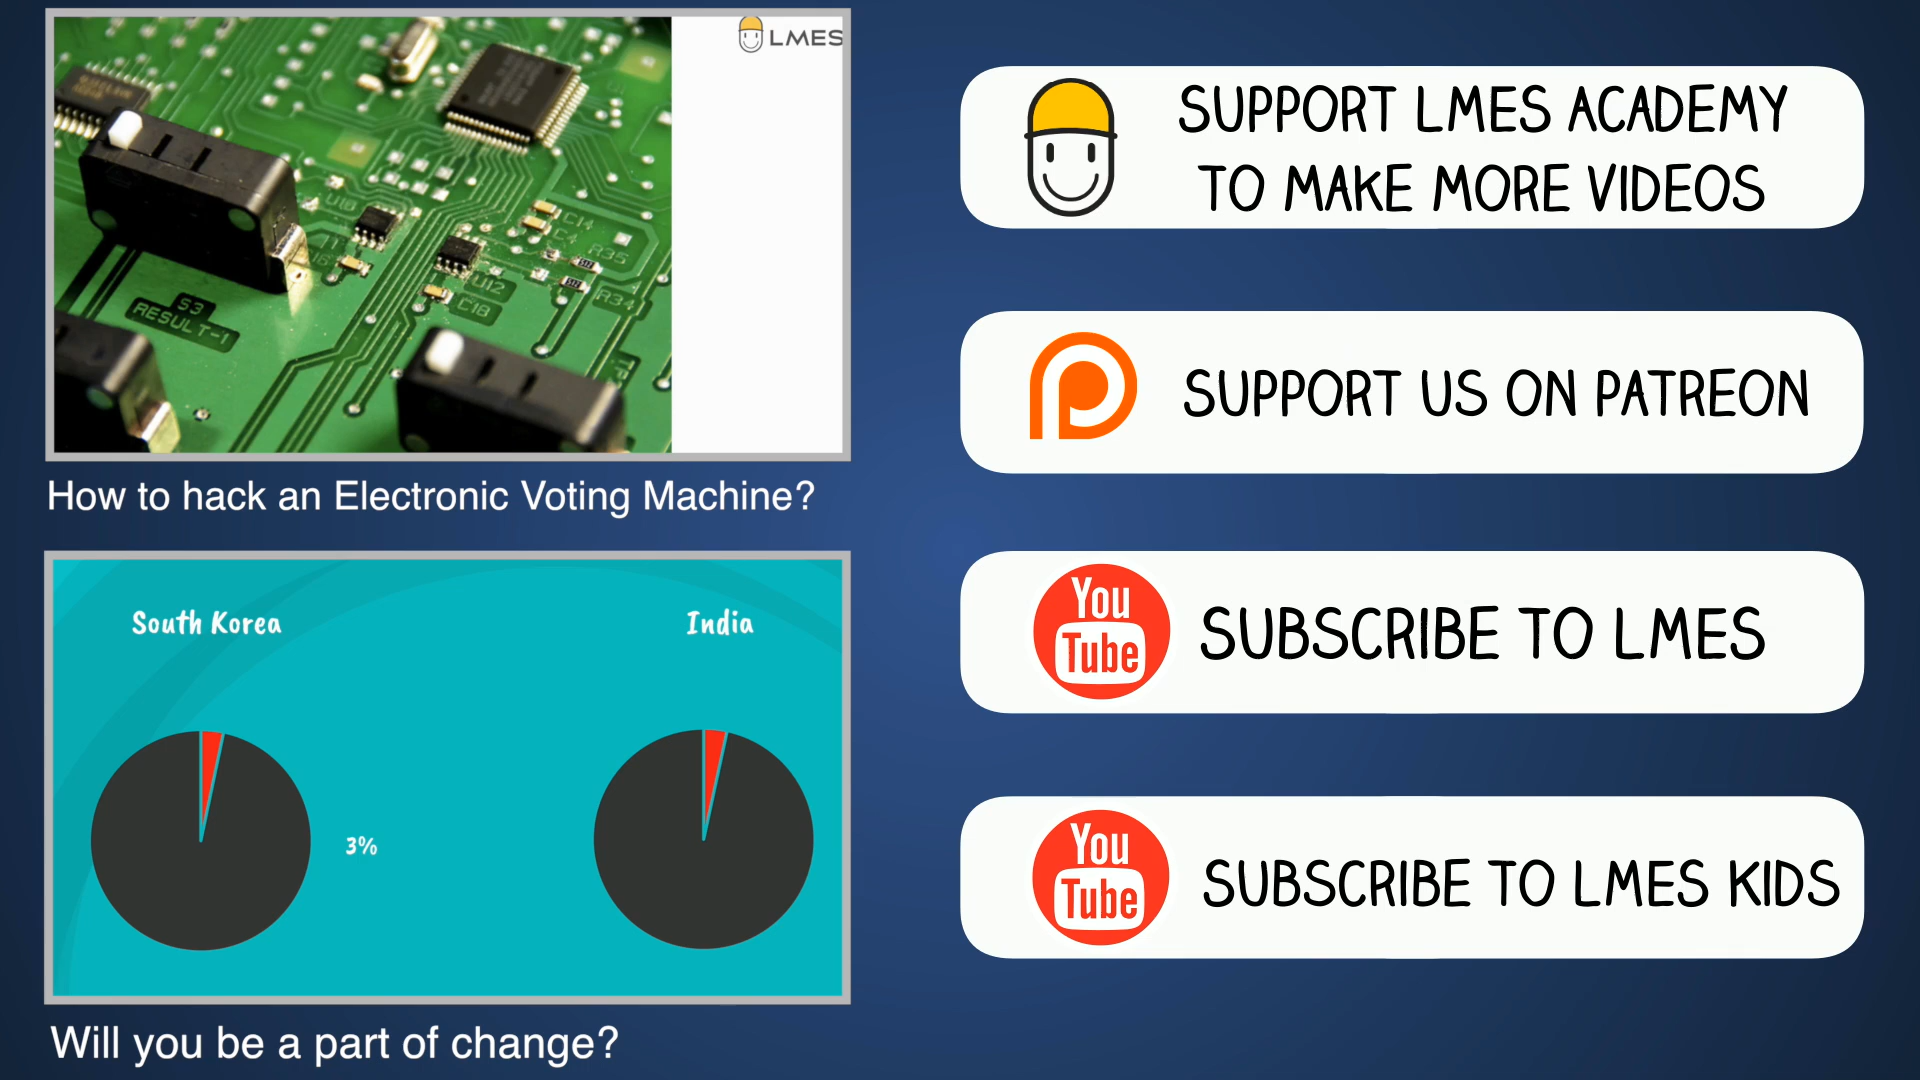 LMES
S3
RESULT-1
U12
C18
C14
C4
R35
R34
How to hack an Electronic Voting Machine?
South Korea
India
3%
Will you be a part of change?
SUPPORT LMES ACADEMY
TO MAKE MORE VIDEOS
SUPPORT US ON PATREON
You
Tube
SUBSCRIBE TO LMES
You
Tube
SUBSCRIBE TO LMES KIDS